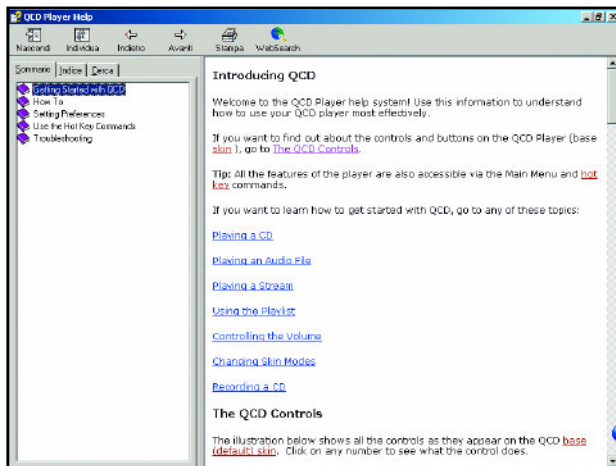 QCD Player Help
Nascondi Individua Indietro Avanti Stampa WebSearch
Sommario Indice Cerca
Getting Started with QCD
How To
Setting Preferences
Use the Hot Key Commands
Troubleshooting
Introducing QCD
Welcome to the QCD Player help system! Use this information to understand
how to use your QCD player most effectively.
If you want to find out about the controls and buttons on the QCD Player (base
skin ), go to The QCD Controls.
Tip: All the features of the player are also accessible via the Main Menu and hot
key commands.
If you want to learn how to get started with QCD, go to any of these topics:
Playing a CD
Playing an Audio File
Playing a Stream
Using the Playlist
Controlling the Volume
Changing Skin Modes
Recording a CD
The QCD Controls
The illustration below shows all the controls as they appear on the QCD base
(default) skin. Click on any number to see what the control does.